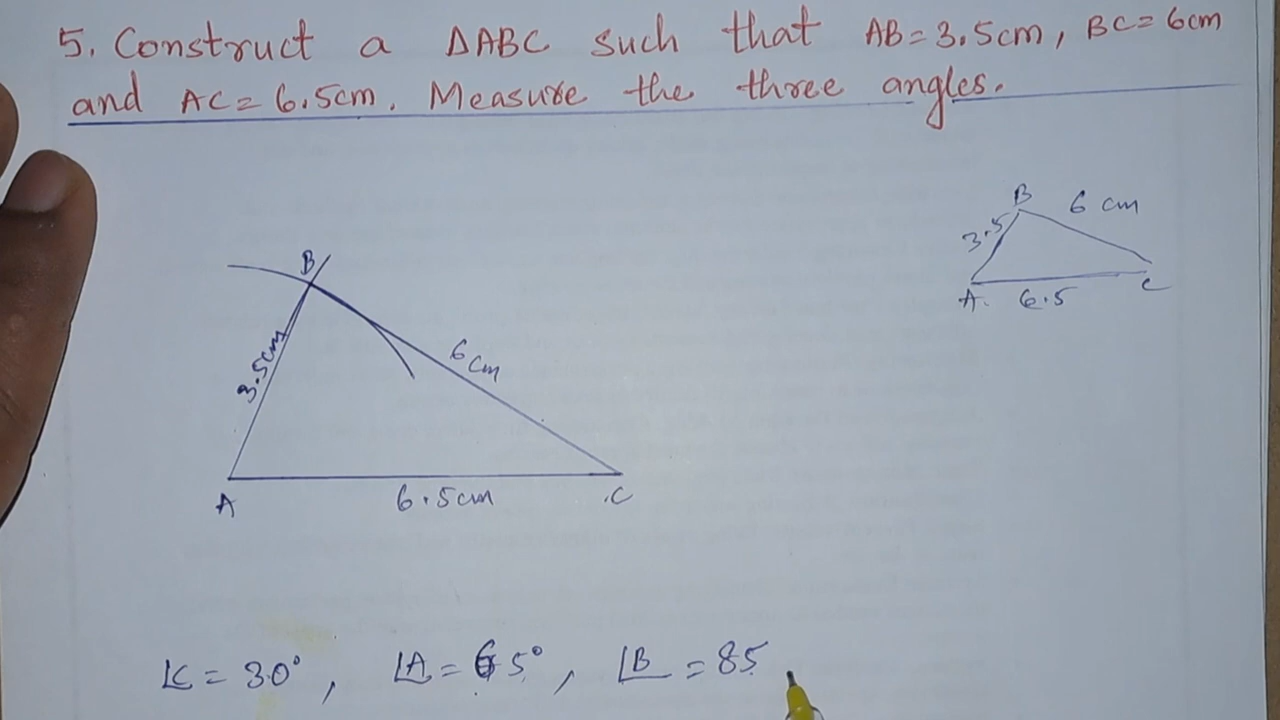 5. Construct a ΔABC such that AB = 3.5cm, BC = 6cm
and AC = 6.5cm. Measure the three angles.
B
6 cm
3.5
A. 6.5 C
B
3.5cm
6cm
A 6.5cm .C
∠C = 30°, ∠A = 65°, ∠B = 85